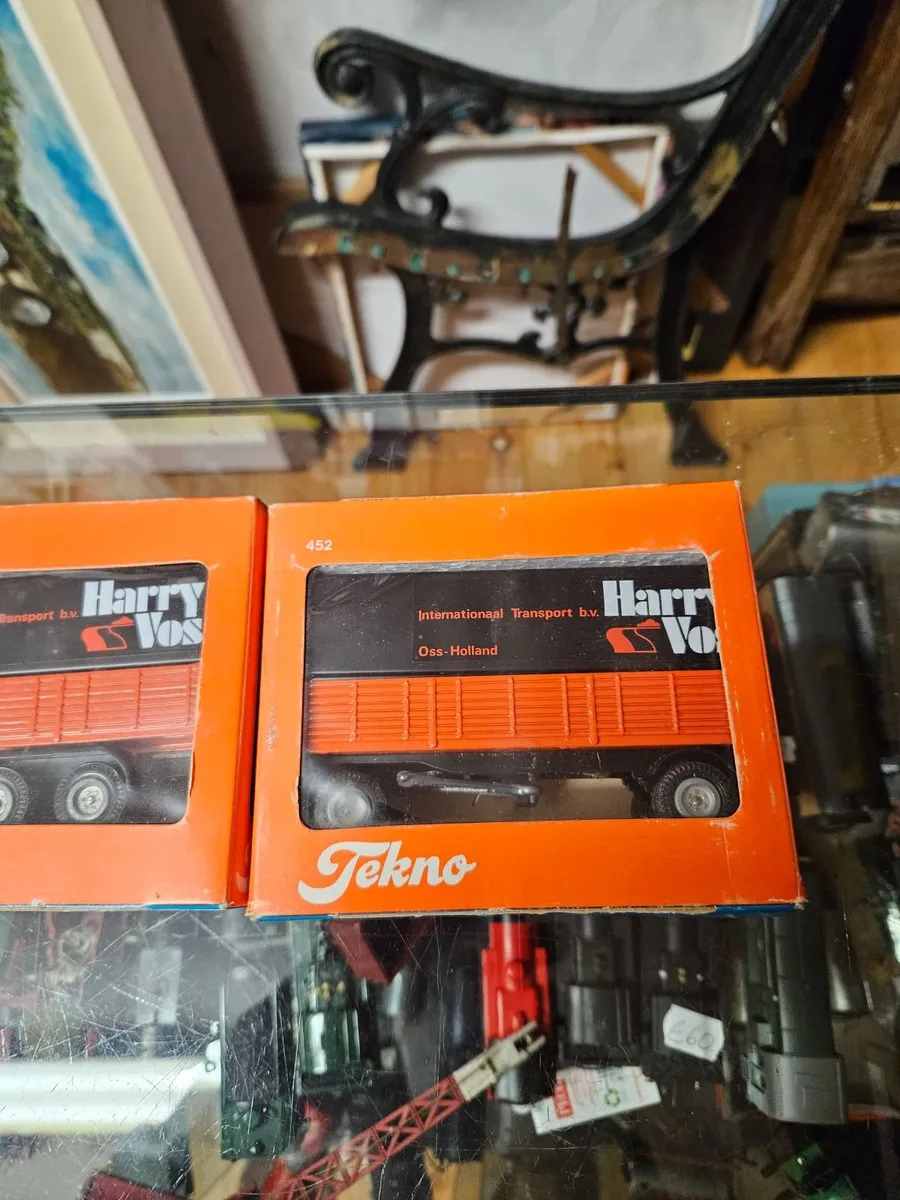 452
Transport b.v.
Harry
Vos
Internationaal Transport b.v.
Harry
Vos
Oss-Holland
Tekno
£60